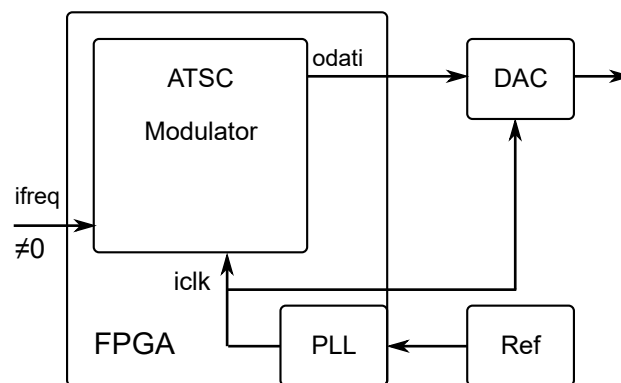 ATSC
Modulator
odati
DAC
ifreq
≠0
iclk
FPGA
PLL
Ref